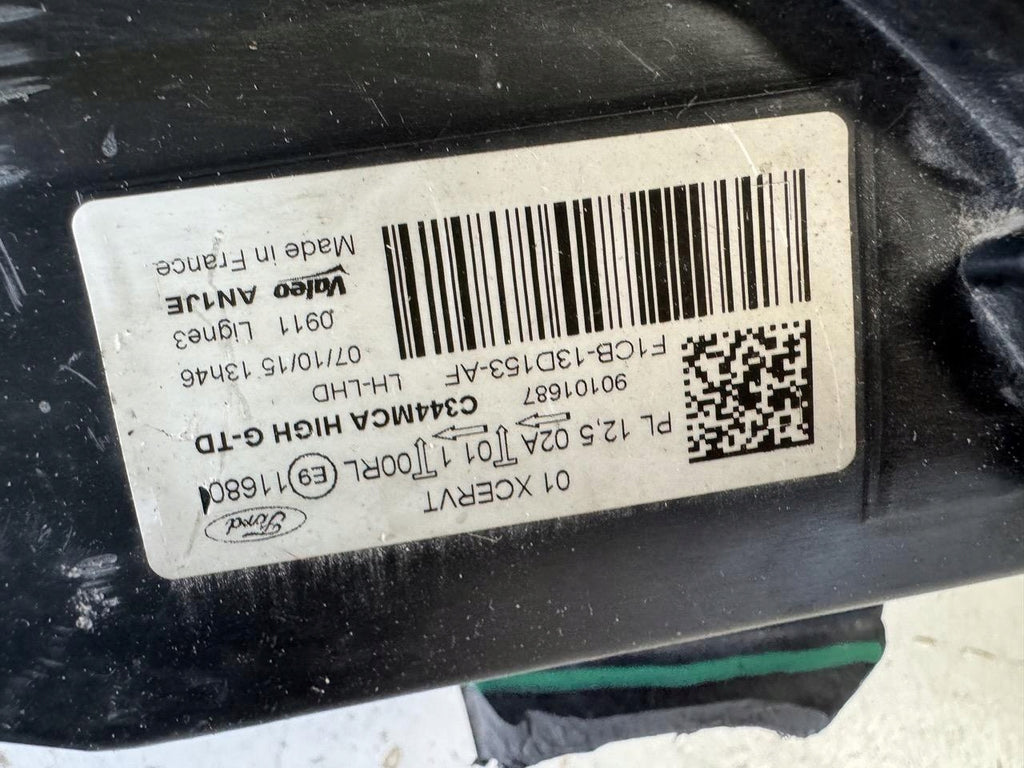 Ford
01 XCERVT
PL 12,5 02A 01 1 00RL E9 11680
90101687 C344MCA HIGH G-TD
F1CB-13D153-AF LH-LHD
07/10/15 13h46
0911 Ligne3
Valeo AN1JE
Made in France